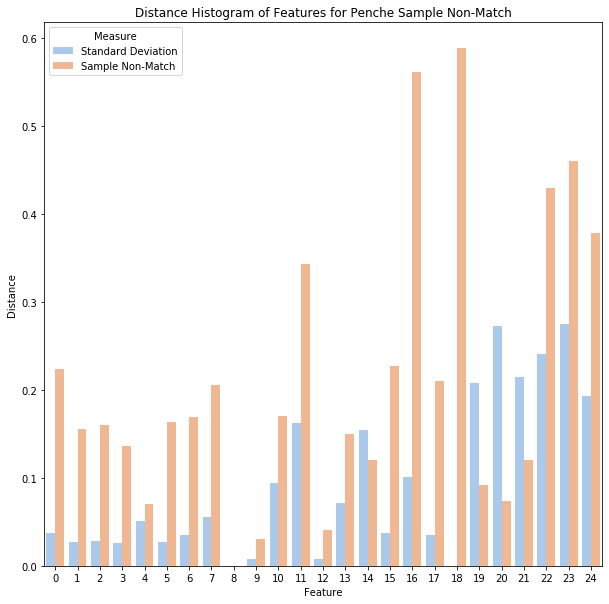 Distance Histogram of Features for Penche Sample Non-Match
Measure
Standard Deviation
Sample Non-Match
0.6
0.5
0.4
0.3
0.2
0.1
0.0
Distance
0 1 2 3 4 5 6 7 8 9 10 11 12 13 14 15 16 17 18 19 20 21 22 23 24
Feature